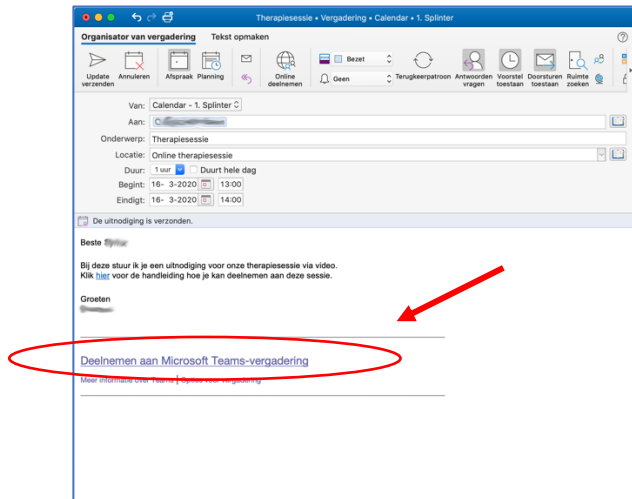 Therapiesessie • Vergadering • Calendar • 1. Splinter
Organisator van vergadering Tekst opmaken
Update verzenden
Annuleren
Afspraak
Planning
Online deelnemen
Bezet
Geen
Terugkeerpatroon
Antwoorden vragen
Voorstel toestaan
Doorsturen toestaan
Ruimte zoeken
Van: Calendar - 1. Splinter
Aan: C
Onderwerp: Therapiesessie
Locatie: Online therapiesessie
Duur: 1 uur Duurt hele dag
Begint: 16- 3-2020 13:00
Eindigt: 16- 3-2020 14:00
De uitnodiging is verzonden.
Beste
Bij deze stuur ik je een uitnodiging voor onze therapiesessie via video.
Klik hier voor de handleiding hoe je kan deelnemen aan deze sessie.
Groeten
Deelnemen aan Microsoft Teams-vergadering
Meer informatie over Teams | Opties voor vergadering